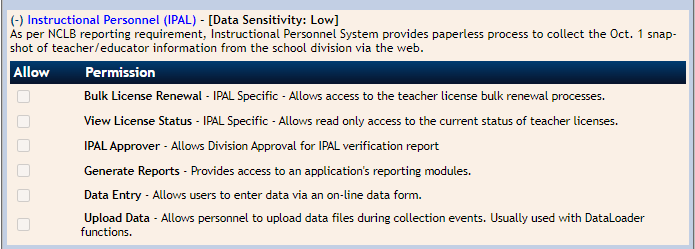 (-) Instructional Personnel (IPAL) - [Data Sensitivity: Low]
As per NCLB reporting requirement, Instructional Personnel System provides paperless process to collect the Oct. 1 snap-
shot of teacher/educator information from the school division via the web.
Allow Permission
Bulk License Renewal - IPAL Specific - Allows access to the teacher license bulk renewal processes.
View License Status - IPAL Specific - Allows read only access to the current status of teacher licenses.
IPAL Approver - Allows Division Approval for IPAL verification report
Generate Reports - Provides access to an application's reporting modules.
Data Entry - Allows users to enter data via an on-line data form.
Upload Data - Allows personnel to upload data files during collection events. Usually used with DataLoader
functions.